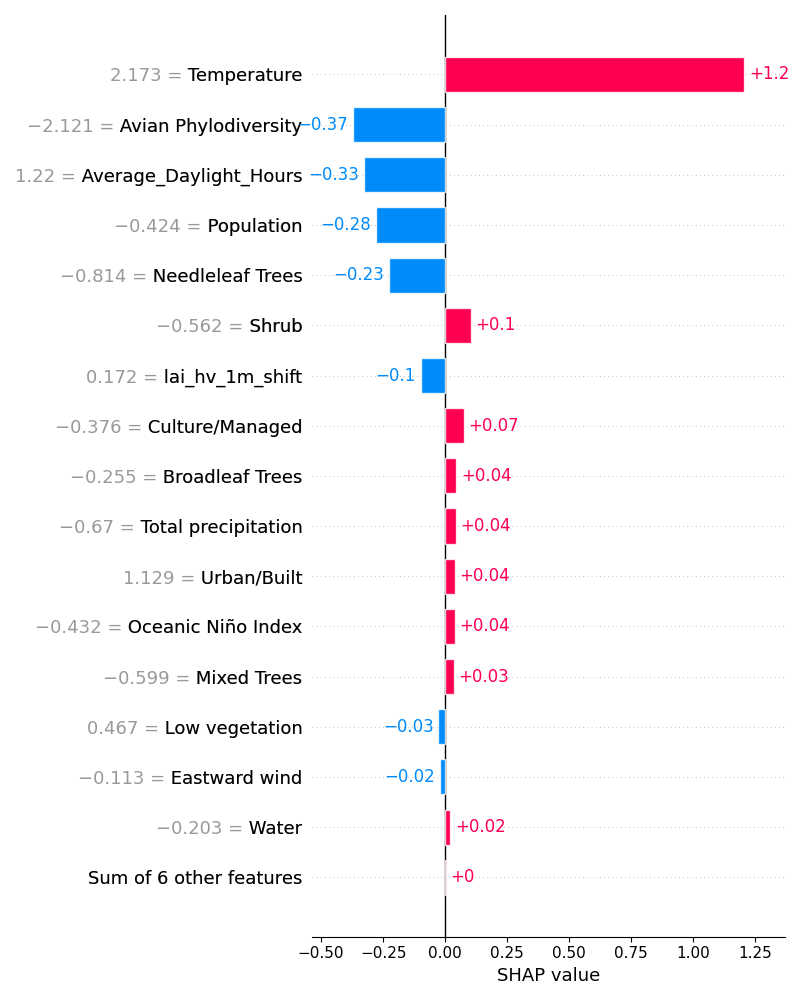 2.173 = Temperature +1.2
−2.121 = Avian Phylodiversity −0.37
1.22 = Average_Daylight_Hours −0.33
−0.424 = Population −0.28
−0.814 = Needleleaf Trees −0.23
−0.562 = Shrub +0.1
0.172 = lai_hv_1m_shift −0.1
−0.376 = Culture/Managed +0.07
−0.255 = Broadleaf Trees +0.04
−0.67 = Total precipitation +0.04
1.129 = Urban/Built +0.04
−0.432 = Oceanic Niño Index +0.04
−0.599 = Mixed Trees +0.03
0.467 = Low vegetation −0.03
−0.113 = Eastward wind −0.02
−0.203 = Water +0.02
Sum of 6 other features +0
−0.50 −0.25 0.00 0.25 0.50 0.75 1.00 1.25
SHAP value